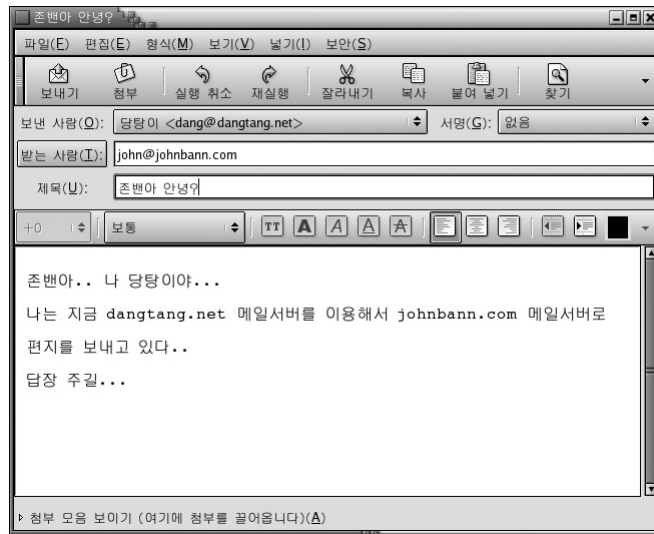 존밴아 안녕?
파일(F) 편집(E) 형식(M) 보기(V) 넣기(I) 보안(S)
보내기 첨부 실행 취소 재실행 잘라내기 복사 붙여 넣기 찾기
보낸 사람(O): 당탕이 <dang@dangtang.net> 서명(G): 없음
받는 사람(T): john@johnbann.com
제목(U): 존밴아 안녕?
+0 보통 TT A A A A
존밴아.. 나 당탕이야...
나는 지금 dangtang.net 메일서버를 이용해서 johnbann.com 메일서버로
편지를 보내고 있다..
답장 주길...
첨부 모음 보이기 (여기에 첨부를 끌어옵니다)(A)